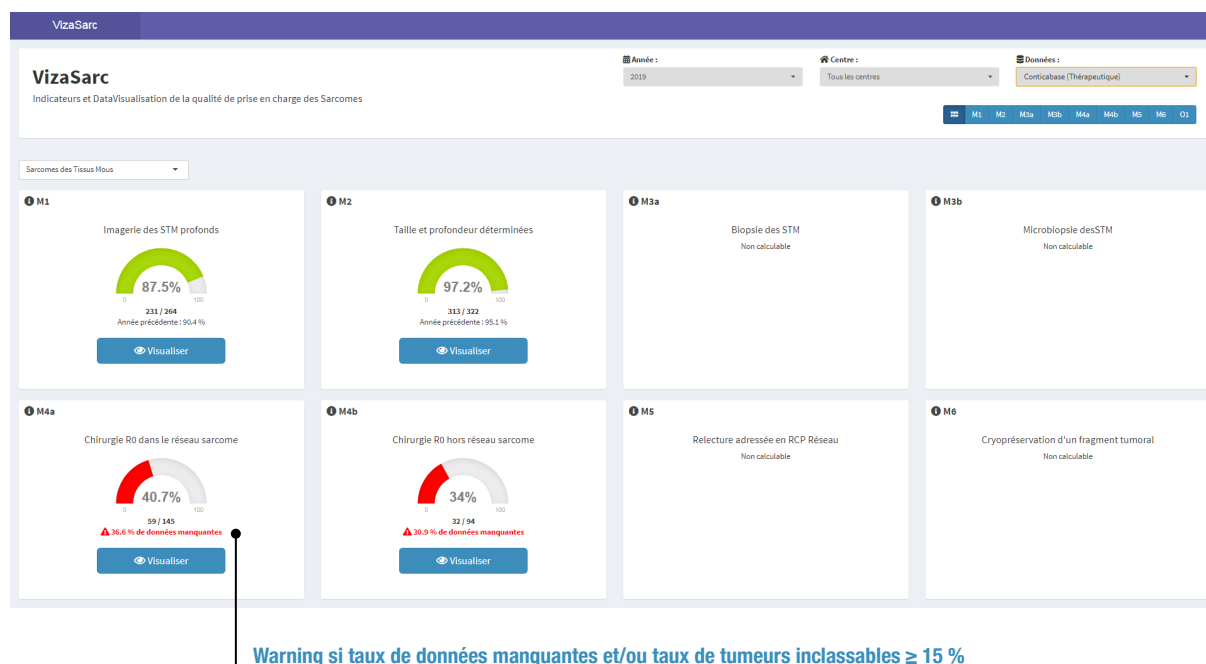 VizaSarc
VizaSarc
Indicateurs et DataVisualisation de la qualité de prise en charge des Sarcomes
Année :
2019
Centre :
Tous les centres
Données :
Conticabase (Thérapeutique)
M1 M2 M3a M3b M4a M4b M5 M6 O1
Sarcomes des Tissus Mous
M1
Imagerie des STM profonds
87.5%
0 100
231 / 264
Année précédente : 90.4 %
Visualiser
M2
Taille et profondeur déterminées
97.2%
0 100
313 / 322
Année précédente : 95.1 %
Visualiser
M3a
Biopsie des STM
Non calculable
M3b
Microbiopsie desSTM
Non calculable
M4a
Chirurgie R0 dans le réseau sarcome
40.7%
0 100
59 / 145
36.6 % de données manquantes
Visualiser
M4b
Chirurgie R0 hors réseau sarcome
34%
0 100
32 / 94
30.9 % de données manquantes
Visualiser
M5
Relecture adressée en RCP Réseau
Non calculable
M6
Cryopréservation d'un fragment tumoral
Non calculable
Warning si taux de données manquantes et/ou taux de tumeurs inclassables ≥ 15 %